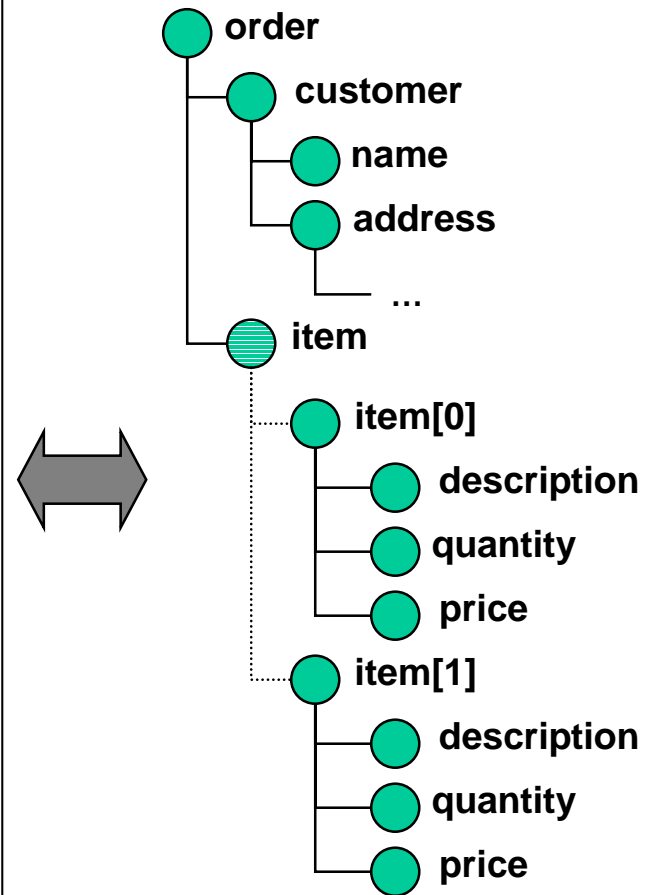 order
customer
name
address
...
item
item[0]
description
quantity
price
item[1]
description
quantity
price